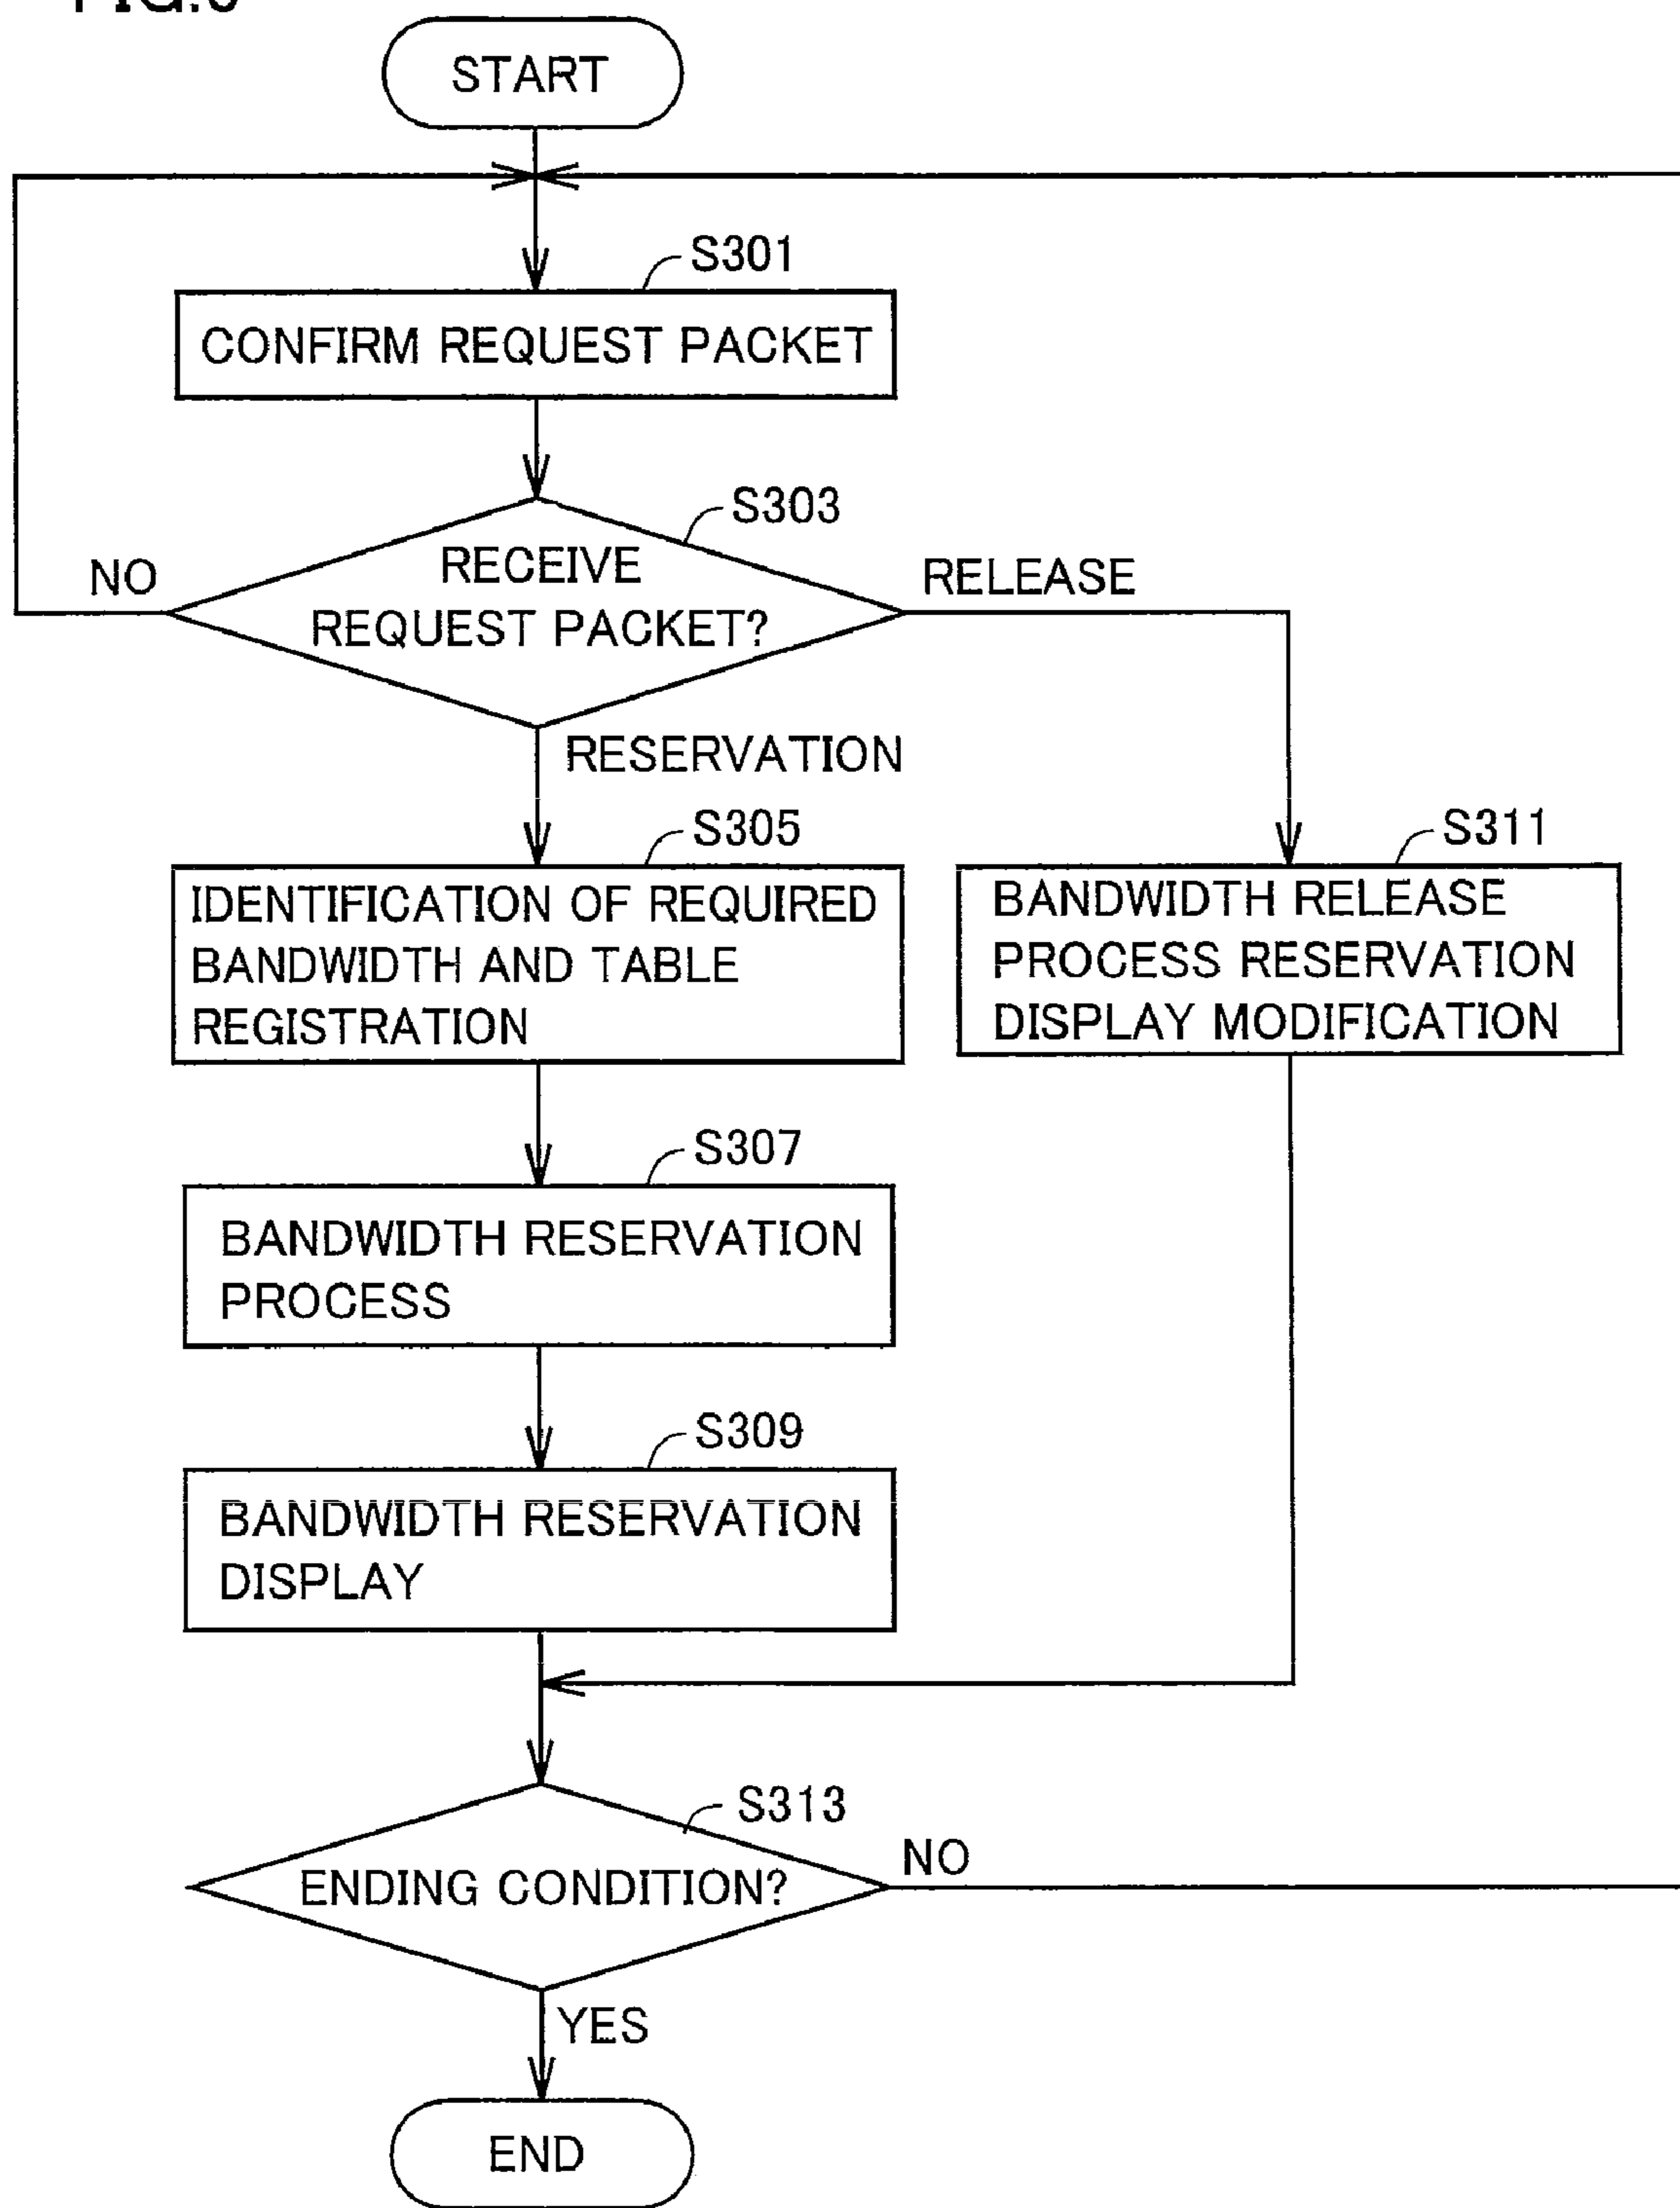 START
S301
CONFIRM REQUEST PACKET
S303
RECEIVE
REQUEST PACKET?
NO
RELEASE
RESERVATION
S305
IDENTIFICATION OF REQUIRED
BANDWIDTH AND TABLE
REGISTRATION
S311
BANDWIDTH RELEASE
PROCESS RESERVATION
DISPLAY MODIFICATION
S307
BANDWIDTH RESERVATION
PROCESS
S309
BANDWIDTH RESERVATION
DISPLAY
S313
ENDING CONDITION?
NO
YES
END